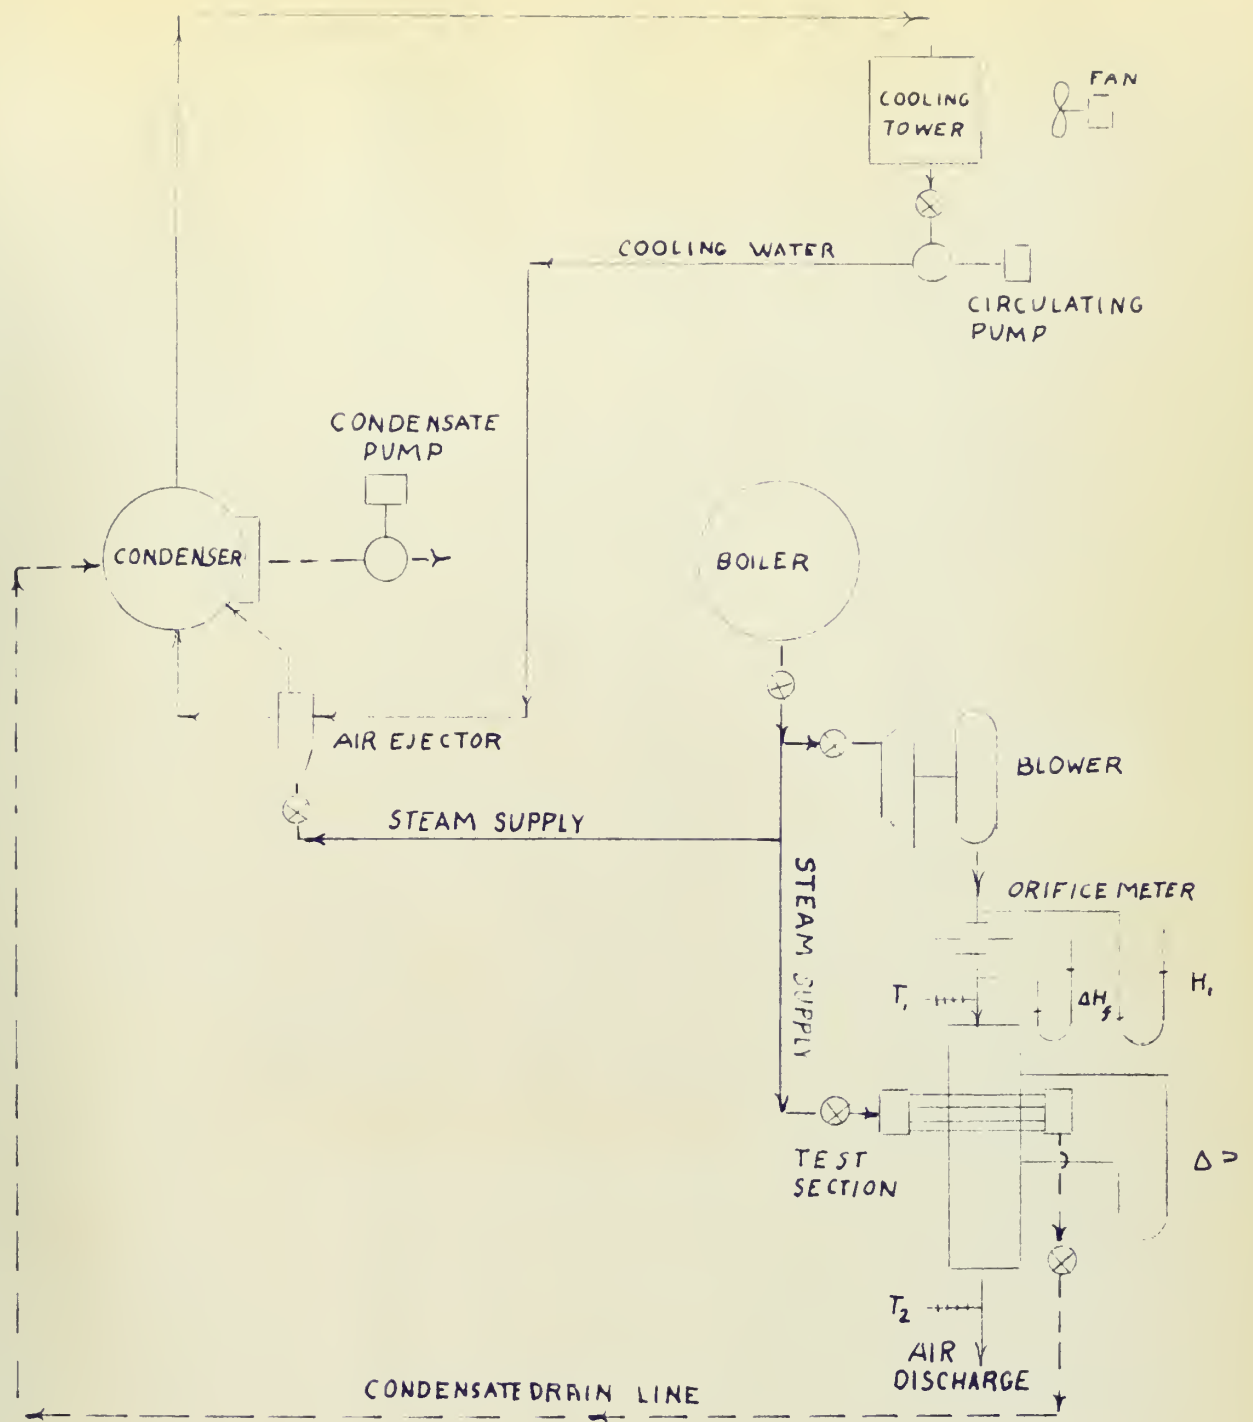 FAN
COOLING
TOWER
COOLING WATER
CIRCULATING
PUMP
CONDENSATE
PUMP
CONDENSER
BOILER
AIR EJECTOR
BLOWER
STEAM SUPPLY
STEAM SUPPLY
ORIFICE METER
T₁
ΔH_f
H₁
TEST
SECTION
T₂
AIR
DISCHARGE
CONDENSATE DRAIN LINE